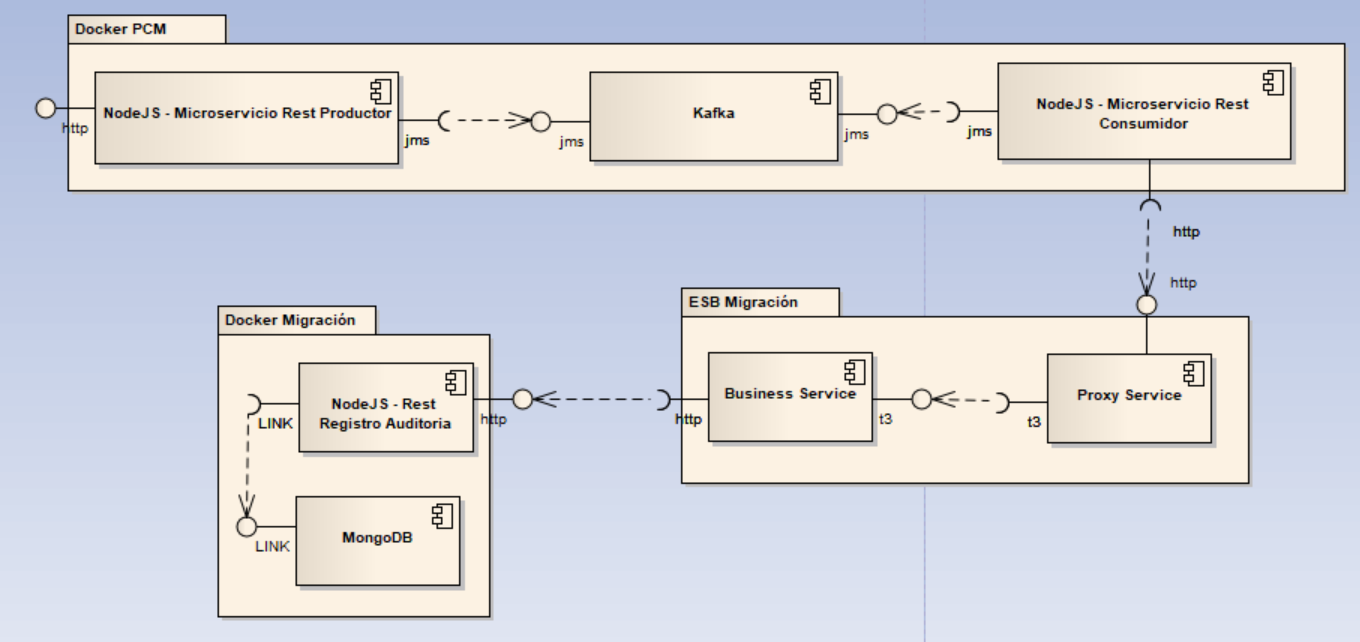 Docker PCM
NodeJS - Microservicio Rest Productor
http
jms
jms
Kafka
jms
jms
NodeJS - Microservicio Rest
Consumidor
http
http
ESB Migración
Business Service
http
t3
t3
Proxy Service
Docker Migración
NodeJS - Rest
Registro Auditoria
http
LINK
MongoDB
LINK